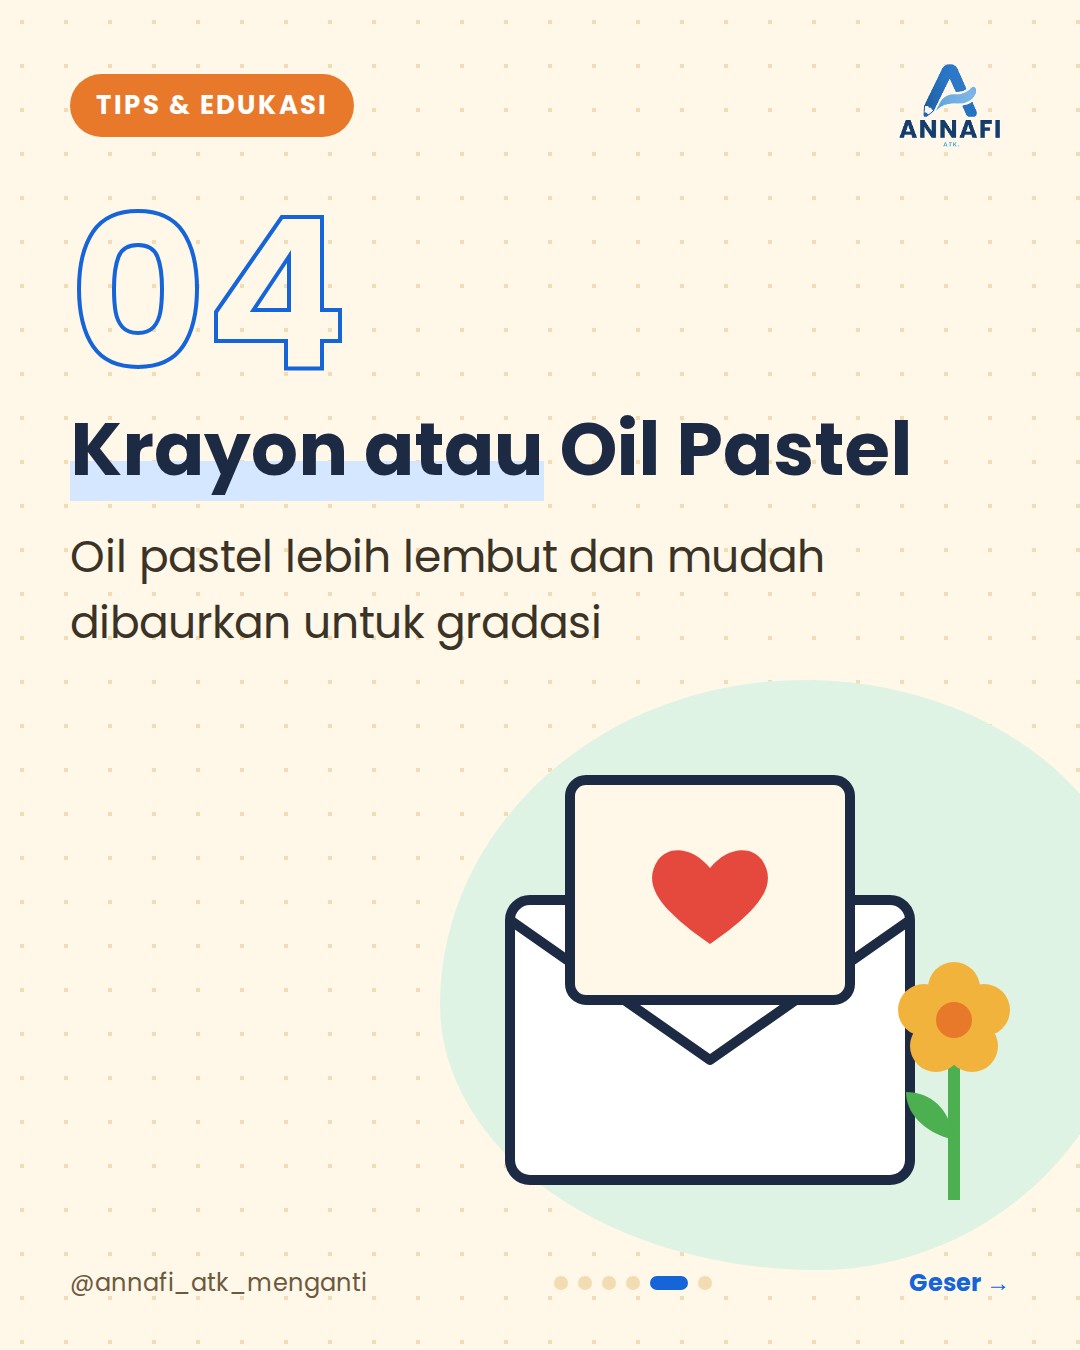 TIPS & EDUKASI
ANNAFI
ATK.
04
Krayon atau Oil Pastel
Oil pastel lebih lembut dan mudah
dibaurkan untuk gradasi
@annafi_atk_menganti
Geser →